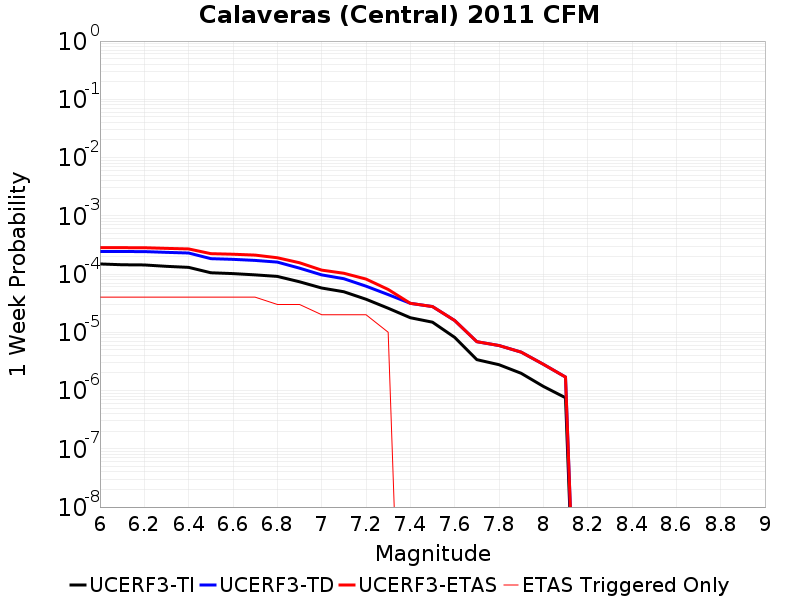 Calaveras (Central) 2011 CFM
1 Week Probability
10^0
10^-1
10^-2
10^-3
10^-4
10^-5
10^-6
10^-7
10^-8
6 6.2 6.4 6.6 6.8 7 7.2 7.4 7.6 7.8 8 8.2 8.4 8.6 8.8 9
Magnitude
UCERF3-TI UCERF3-TD UCERF3-ETAS ETAS Triggered Only